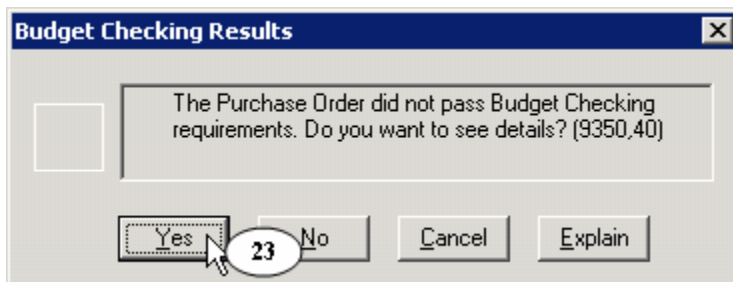 Budget Checking Results
The Purchase Order did not pass Budget Checking
requirements. Do you want to see details? (9350,40)
Yes 23 No Cancel Explain